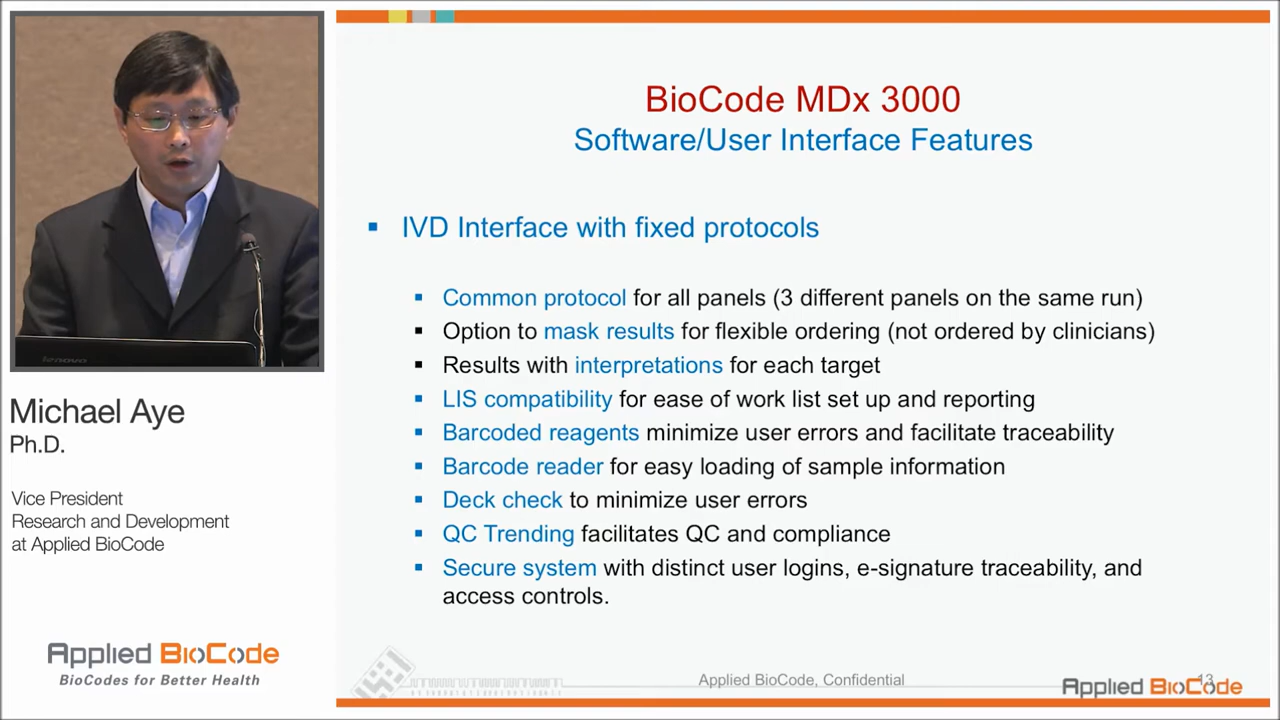 BioCode MDx 3000
Software/User Interface Features
IVD Interface with fixed protocols
Common protocol for all panels (3 different panels on the same run)
Option to mask results for flexible ordering (not ordered by clinicians)
Results with interpretations for each target
LIS compatibility for ease of work list set up and reporting
Barcoded reagents minimize user errors and facilitate traceability
Barcode reader for easy loading of sample information
Deck check to minimize user errors
QC Trending facilitates QC and compliance
Secure system with distinct user logins, e-signature traceability, and
access controls.
lenovo
Michael Aye
Ph.D.
Vice President
Research and Development
at Applied BioCode
Applied BioCode
BioCodes for Better Health
Applied BioCode, Confidential
13
Applied BioCode